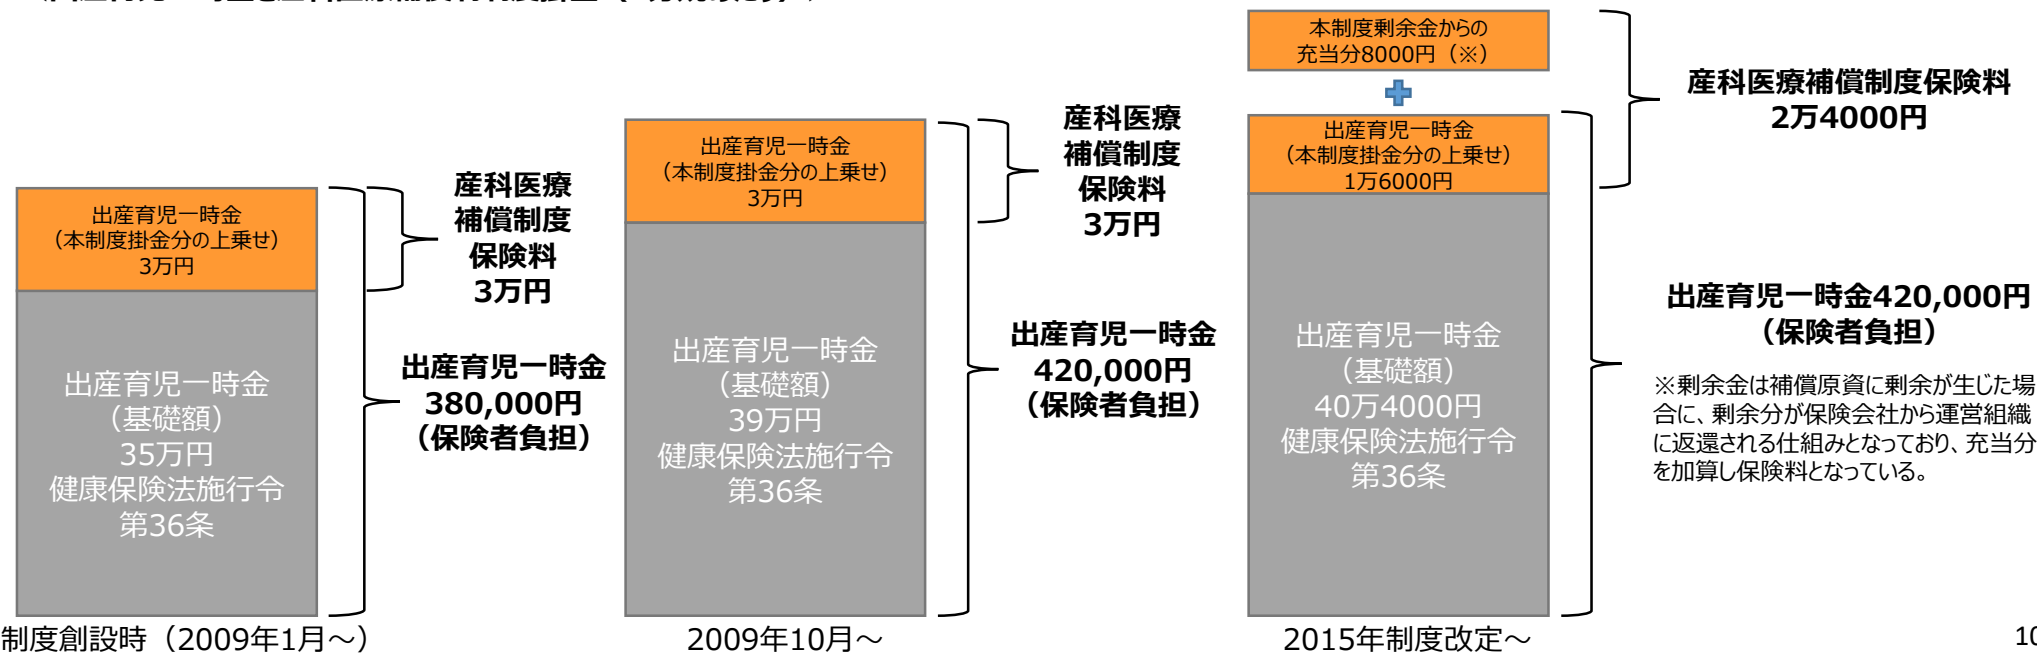 本制度剰余金からの
充当分8000円（※）
産科医療補償制度保険料
2万4000円
出産育児一時金
（本制度掛金分の上乗せ）
1万6000円
出産育児一時金
（基礎額）
40万4000円
健康保険法施行令
第36条
出産育児一時金420,000円
（保険者負担）
※剰余金は補償原資に剰余が生じた場
合に、剰余分が保険会社から運営組織
に返還される仕組みとなっており、充当分
を加算し保険料となっている。
2015年制度改定～
出産育児一時金
（本制度掛金分の上乗せ）
3万円
産科医療
補償制度
保険料
3万円
出産育児一時金
（基礎額）
39万円
健康保険法施行令
第36条
出産育児一時金
420,000円
（保険者負担）
2009年10月～
出産育児一時金
（本制度掛金分の上乗せ）
3万円
産科医療
補償制度
保険料
3万円
出産育児一時金
（基礎額）
35万円
健康保険法施行令
第36条
出産育児一時金
380,000円
（保険者負担）
制度創設時（2009年1月～）